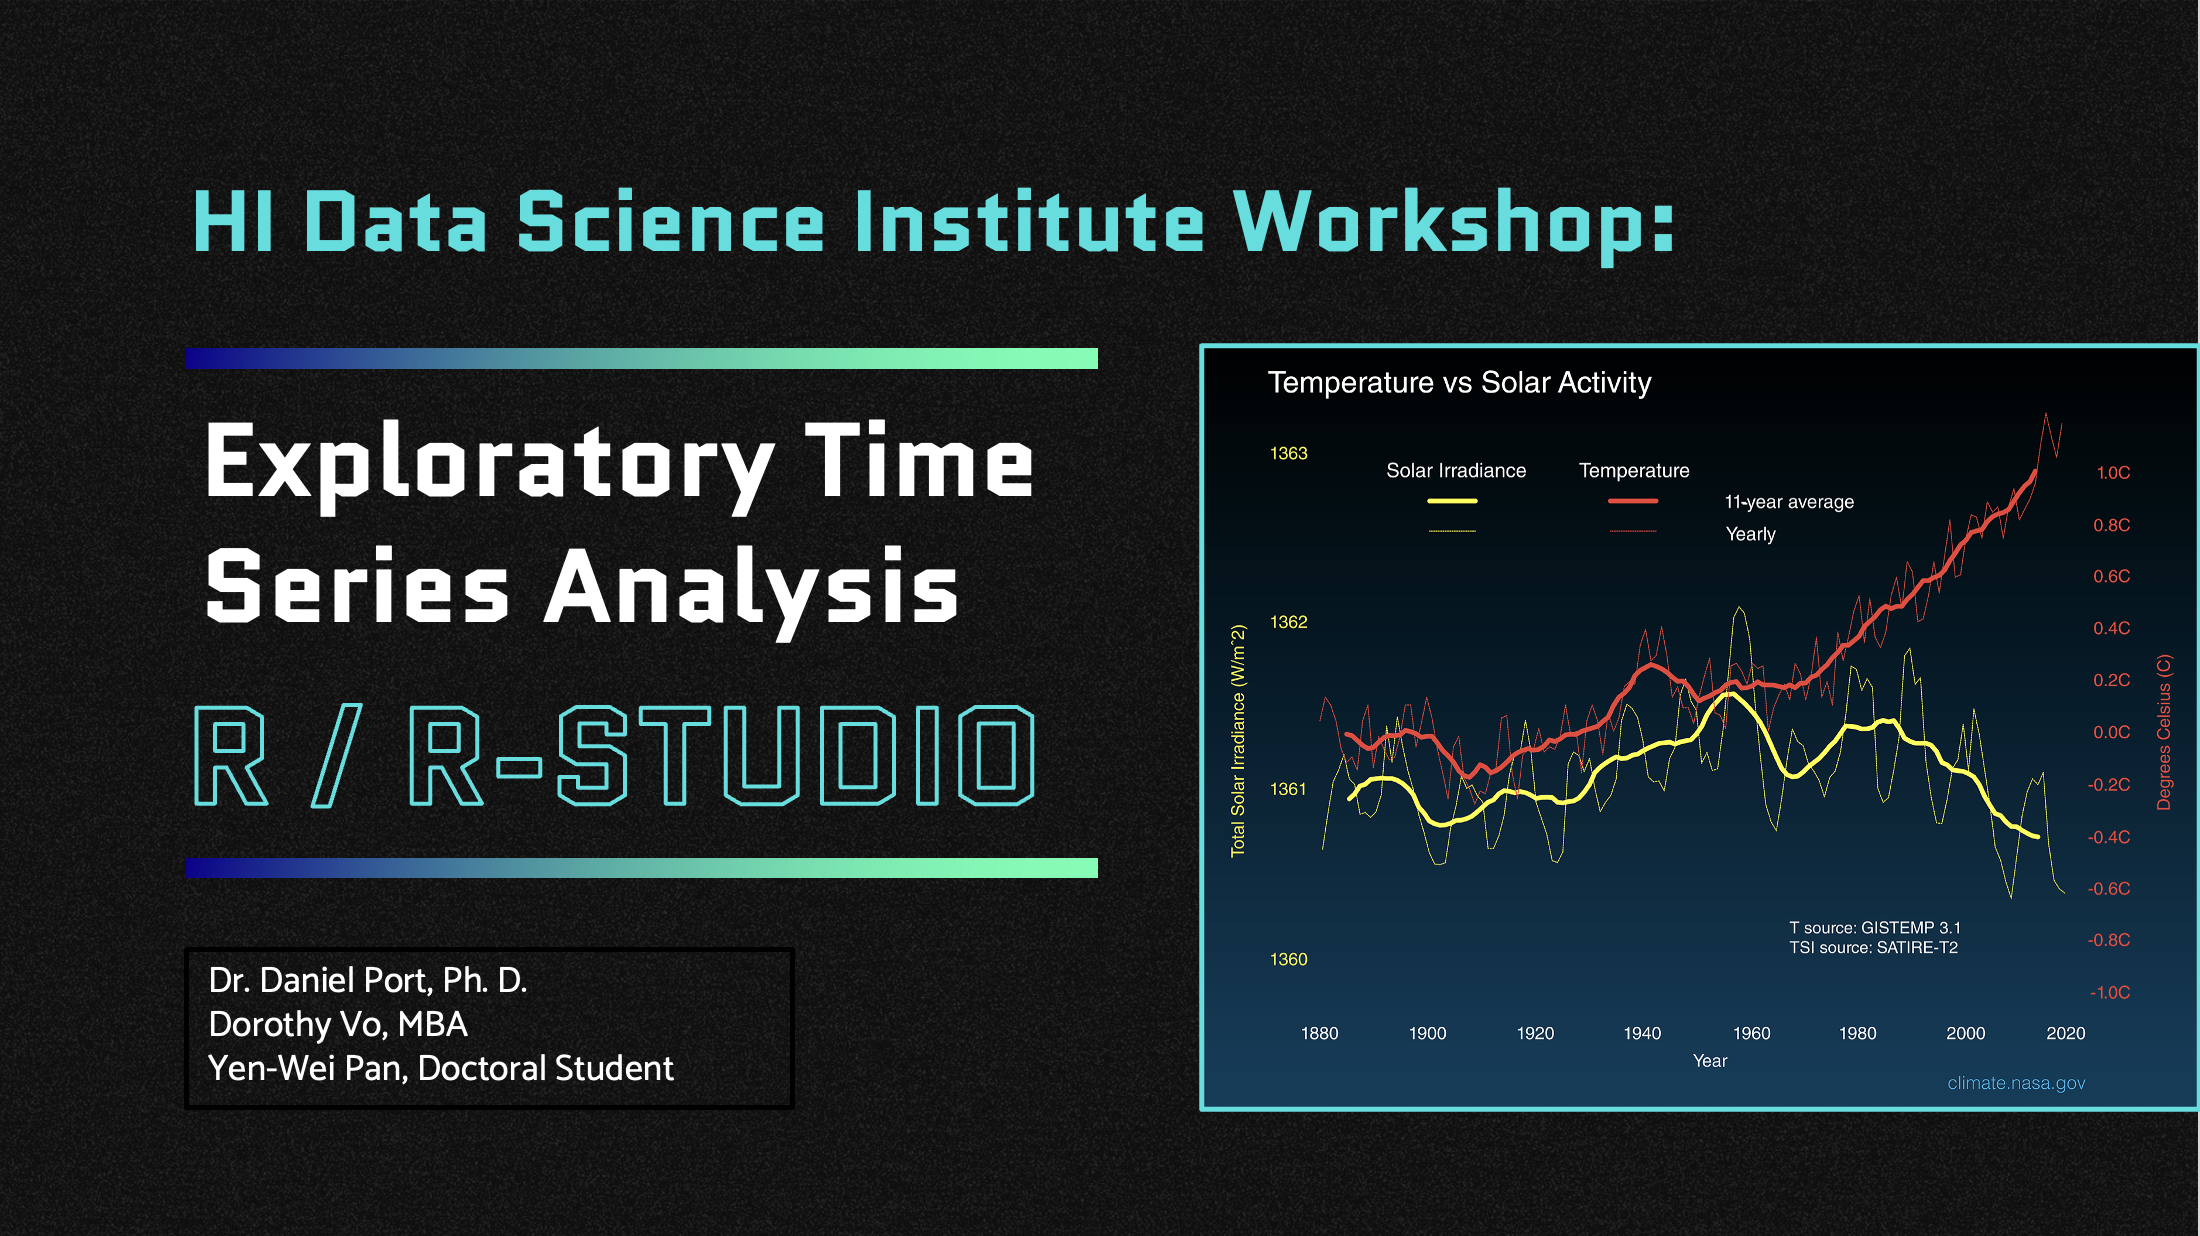 HI Data Science Institute Workshop:
Exploratory Time
Series Analysis
R / R-STUDIO
Dr. Daniel Port, Ph. D.
Dorothy Vo, MBA
Yen-Wei Pan, Doctoral Student
Temperature vs Solar Activity
Solar Irradiance Temperature
11-year average
Yearly
1363
1362
1361
1360
Total Solar Irradiance (W/m^2)
1.0C
0.8C
0.6C
0.4C
0.2C
0.0C
-0.2C
-0.4C
-0.6C
-0.8C
-1.0C
Degrees Celsius (C)
T source: GISTEMP 3.1
TSI source: SATIRE-T2
1880 1900 1920 1940 1960 1980 2000 2020
Year
climate.nasa.gov